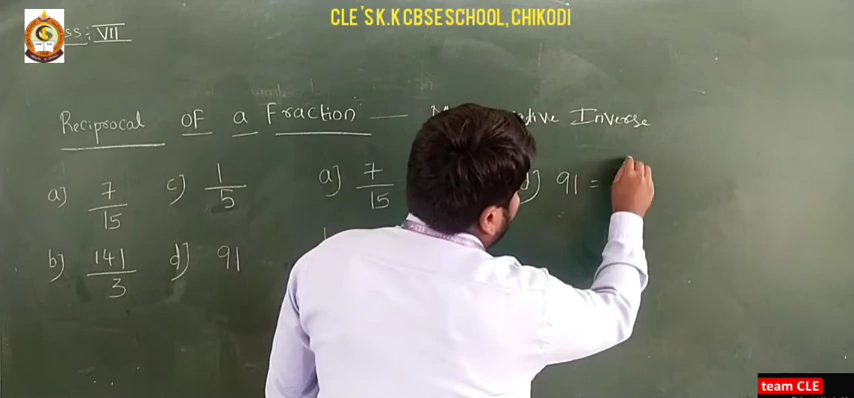 CLE'S K.K CBSE SCHOOL, CHIKODI
ss: VII
Reciprocal of a Fraction — Inverse
a] 7/15 c] 1/5 a] 7/15 d] 91 =
b] 141/3 d] 91
team CLE